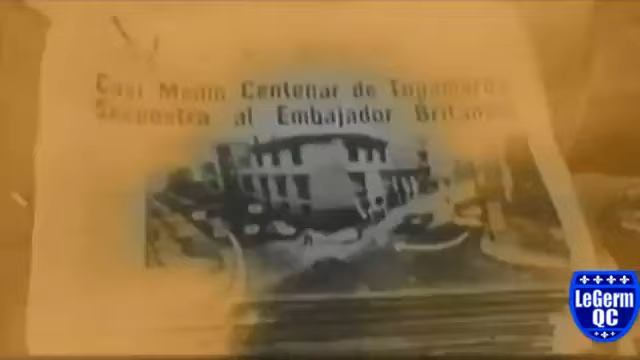 Casi Medio Centenar de Tupamaros
Secuestra al Embajador Británico
LeGerm
QC